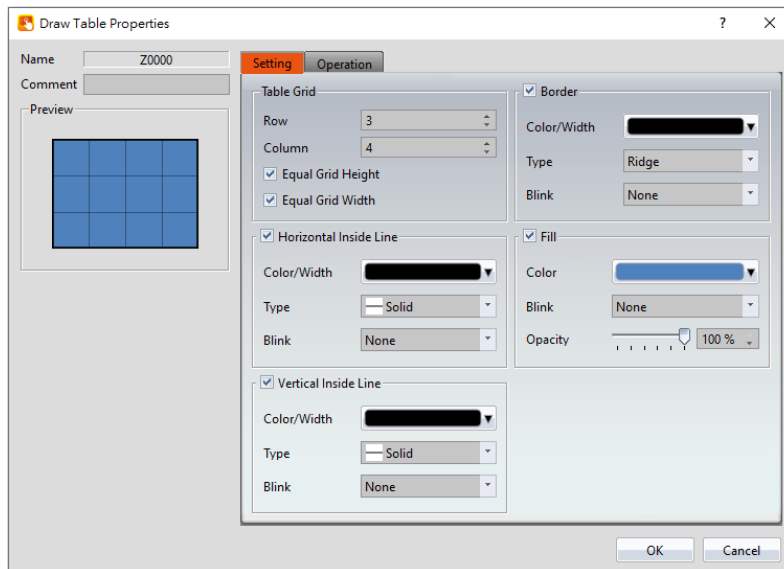 Draw Table Properties
? X
Name Z0000
Comment
Preview
Setting Operation
Table Grid
Row 3
Column 4
Equal Grid Height
Equal Grid Width
Border
Color/Width
Type Ridge
Blink None
Horizontal Inside Line
Color/Width
Type Solid
Blink None
Fill
Color
Blink None
Opacity 100 %
Vertical Inside Line
Color/Width
Type Solid
Blink None
OK Cancel